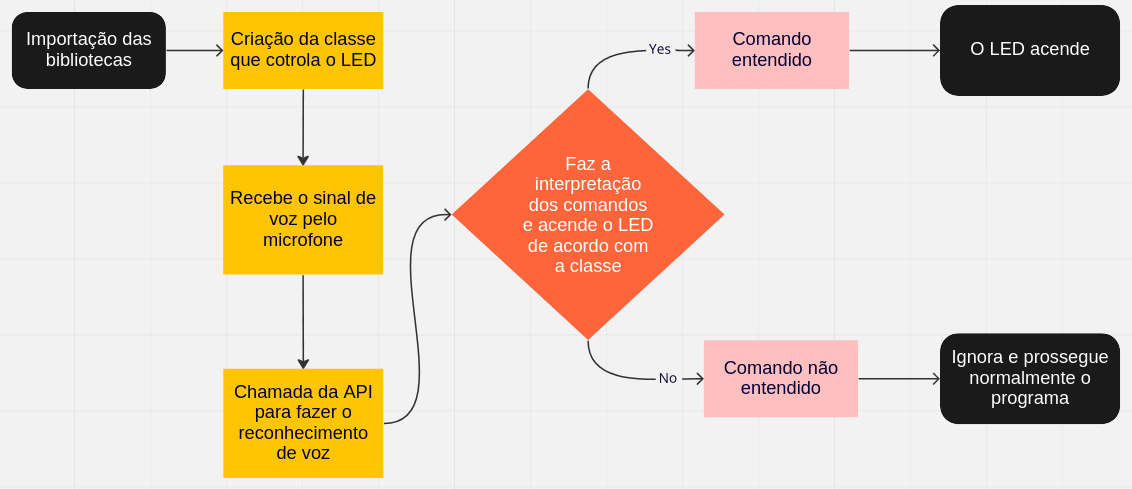 Importação das
bibliotecas
Criação da classe
que cotrola o LED
Recebe o sinal de
voz pelo
microfone
Chamada da API
para fazer o
reconhecimento
de voz
Faz a
interpretação
dos comandos
e acende o LED
de acordo com
a classe
Yes
Comando
entendido
O LED acende
No
Comando não
entendido
Ignora e prossegue
normalmente o
programa